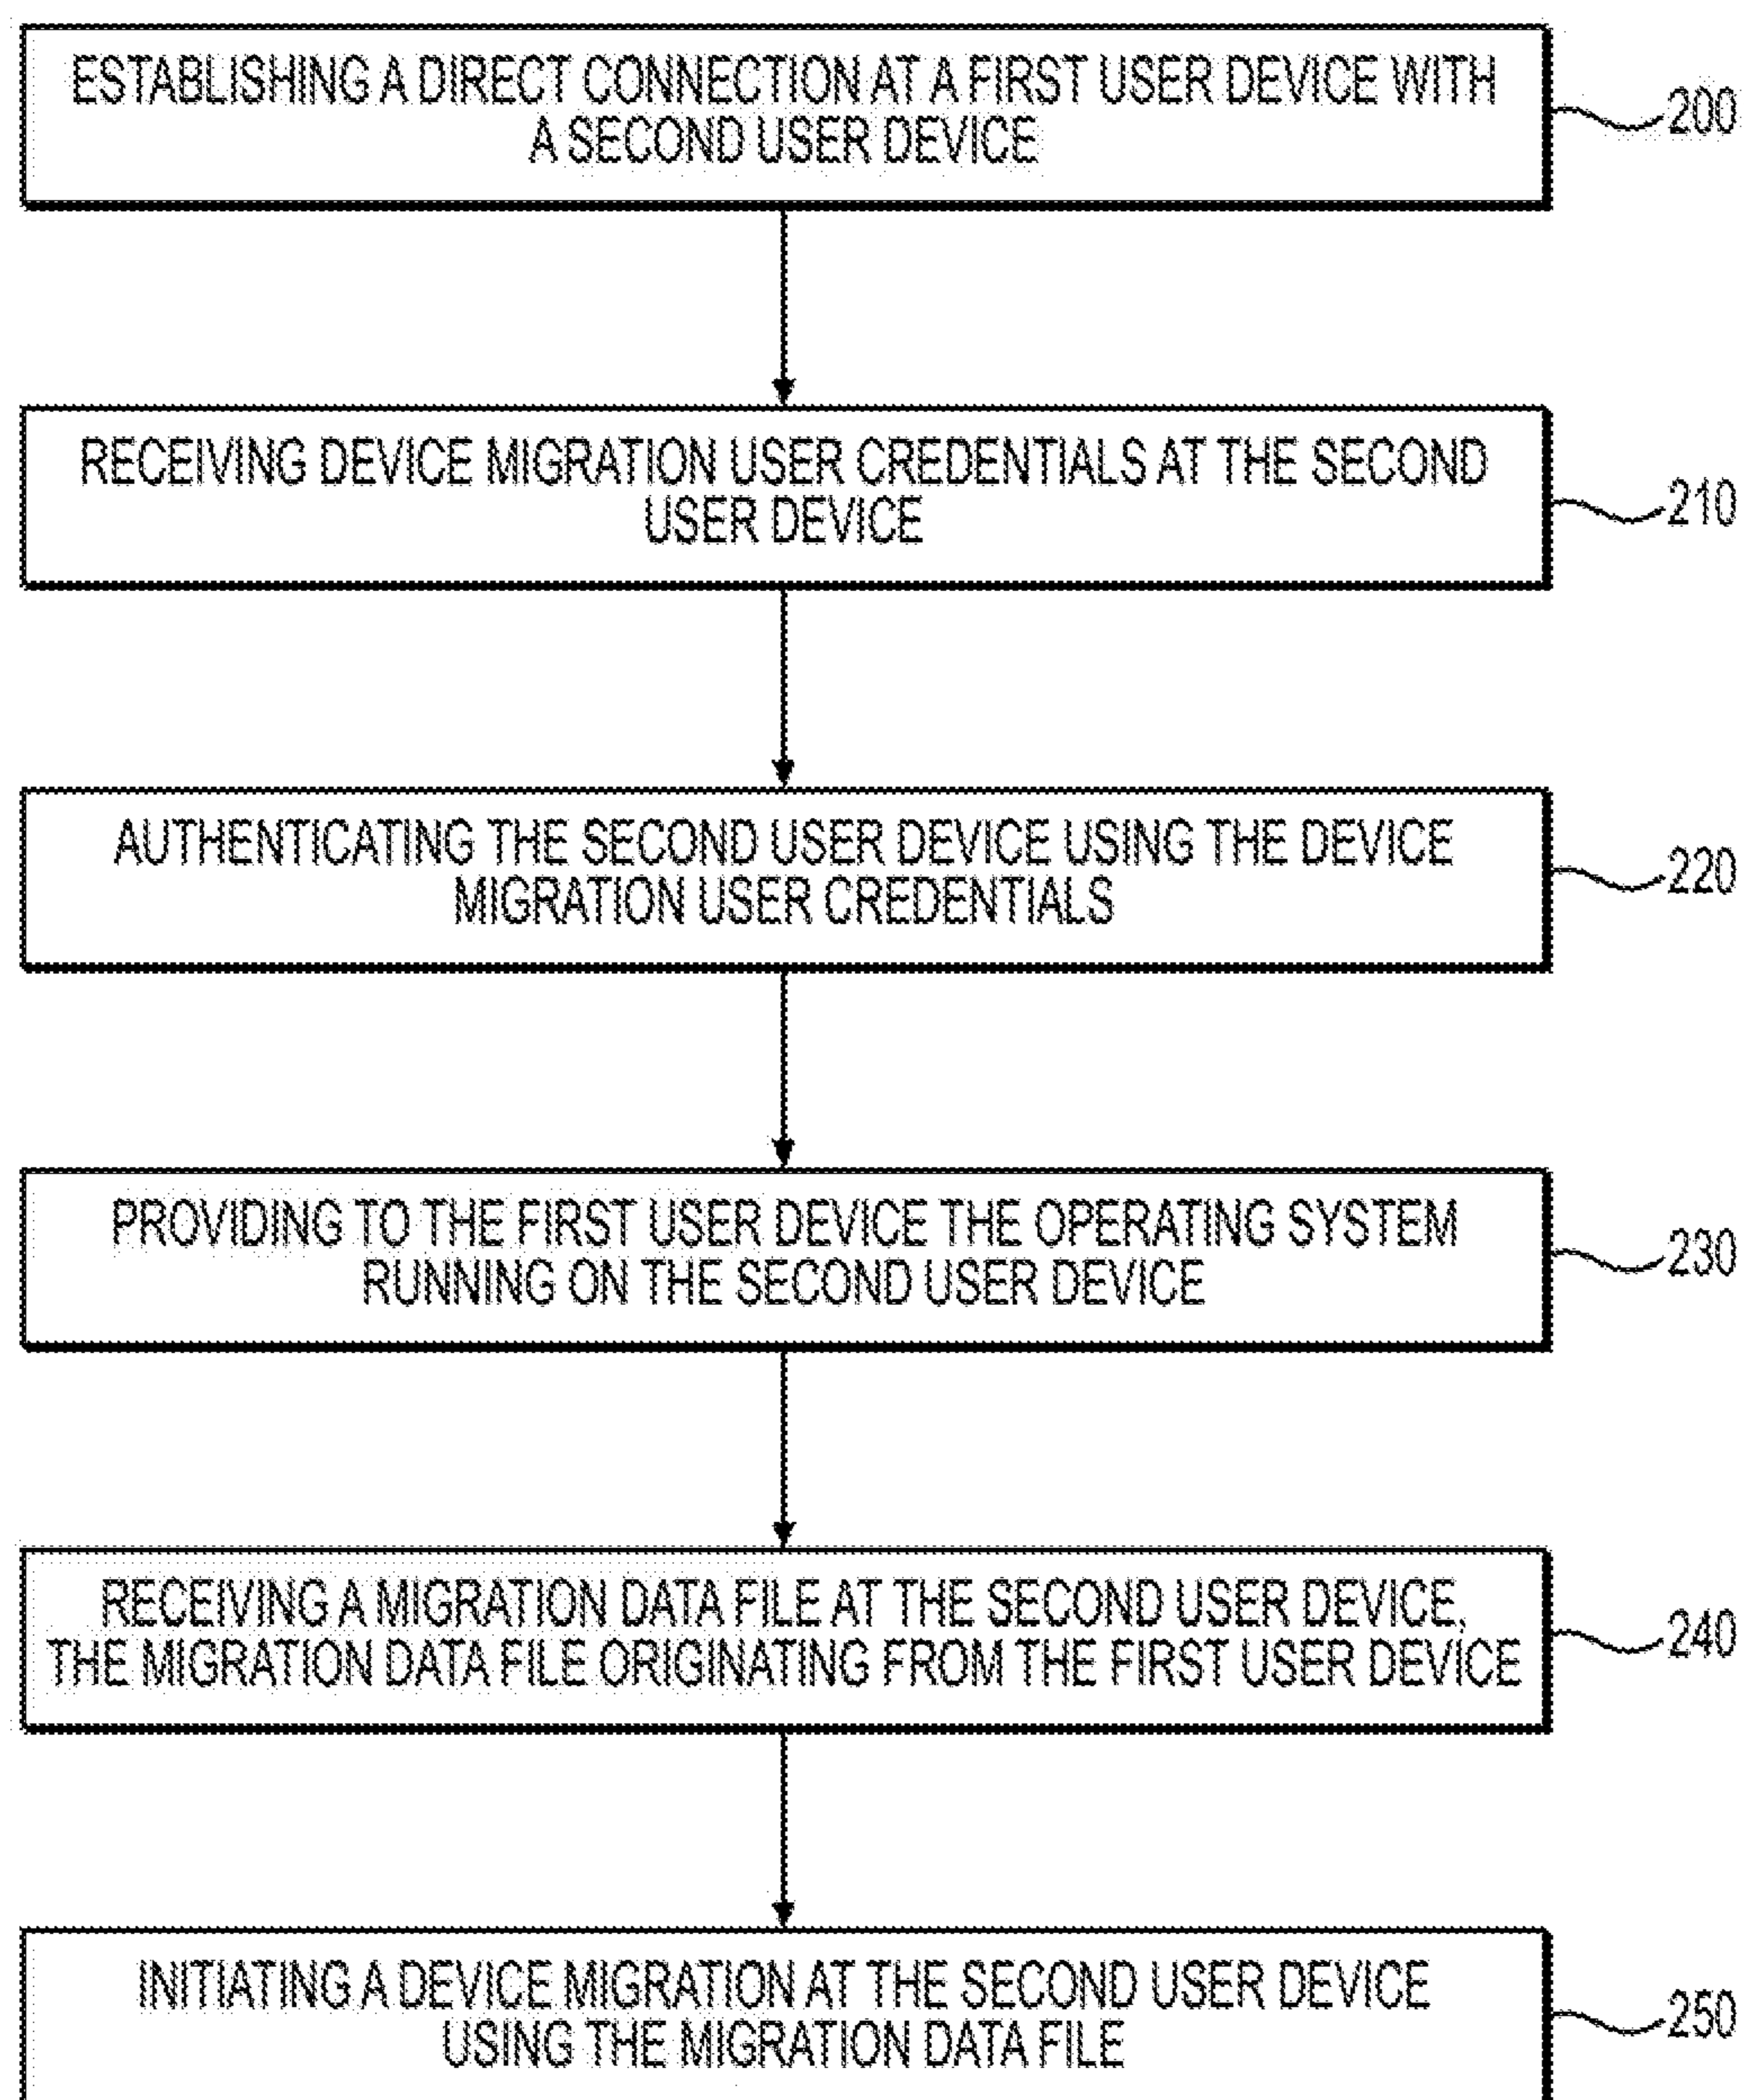 ESTABLISHING A DIRECT CONNECTION AT A FIRST USER DEVICE WITH
A SECOND USER DEVICE
200
RECEIVING DEVICE MIGRATION USER CREDENTIALS AT THE SECOND
USER DEVICE
210
AUTHENTICATING THE SECOND USER DEVICE USING THE DEVICE
MIGRATION USER CREDENTIALS
220
PROVIDING TO THE FIRST USER DEVICE THE OPERATING SYSTEM
RUNNING ON THE SECOND USER DEVICE
230
RECEIVING A MIGRATION DATA FILE AT THE SECOND USER DEVICE,
THE MIGRATION DATA FILE ORIGINATING FROM THE FIRST USER DEVICE
240
INITIATING A DEVICE MIGRATION AT THE SECOND USER DEVICE
USING THE MIGRATION DATA FILE
250